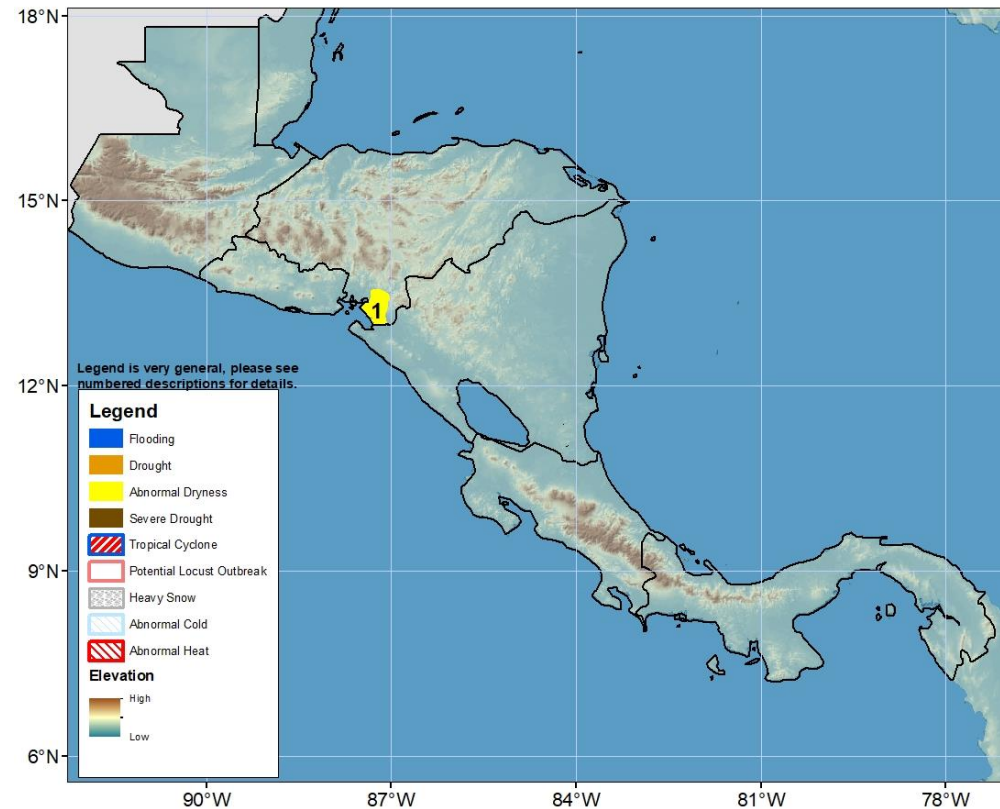 18°N
15°N
12°N
9°N
6°N
1
Legend is very general, please see
numbered descriptions for details.
Legend
Flooding
Drought
Abnormal Dryness
Severe Drought
Tropical Cyclone
Potential Locust Outbreak
Heavy Snow
Abnormal Cold
Abnormal Heat
Elevation
High
Low
90°W
87°W
84°W
81°W
78°W